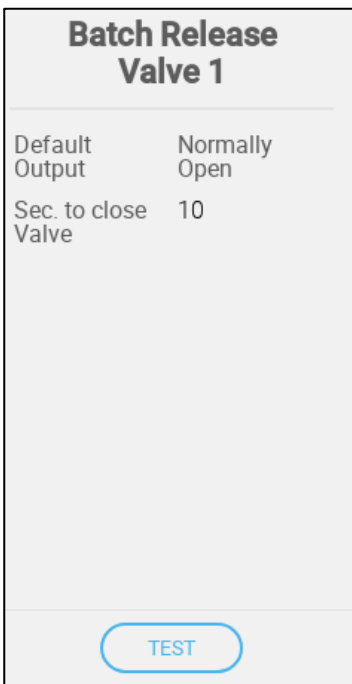 Batch Release
Valve 1
Default Normally
Output Open
Sec. to close 10
Valve
TEST